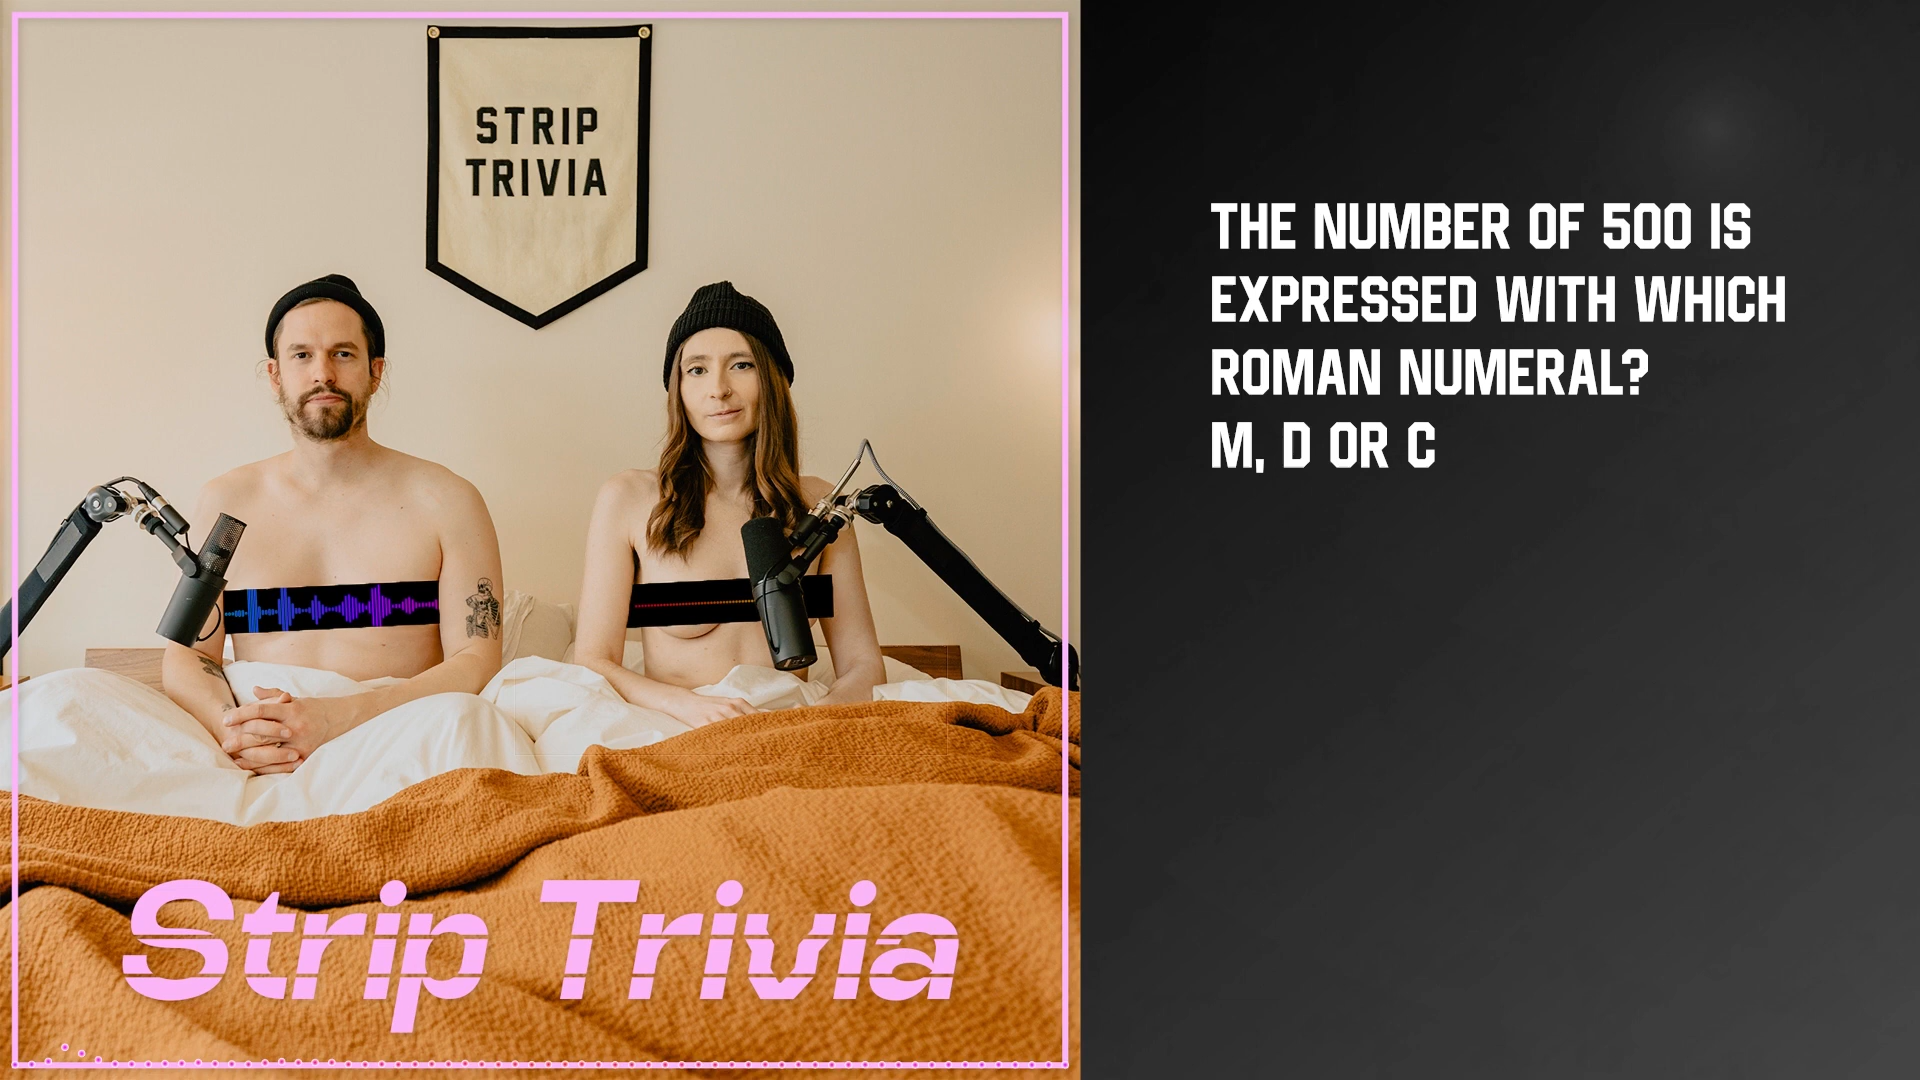 STRIP
TRIVIA
Strip Trivia
THE NUMBER OF 500 IS
EXPRESSED WITH WHICH
ROMAN NUMERAL?
M, D OR C